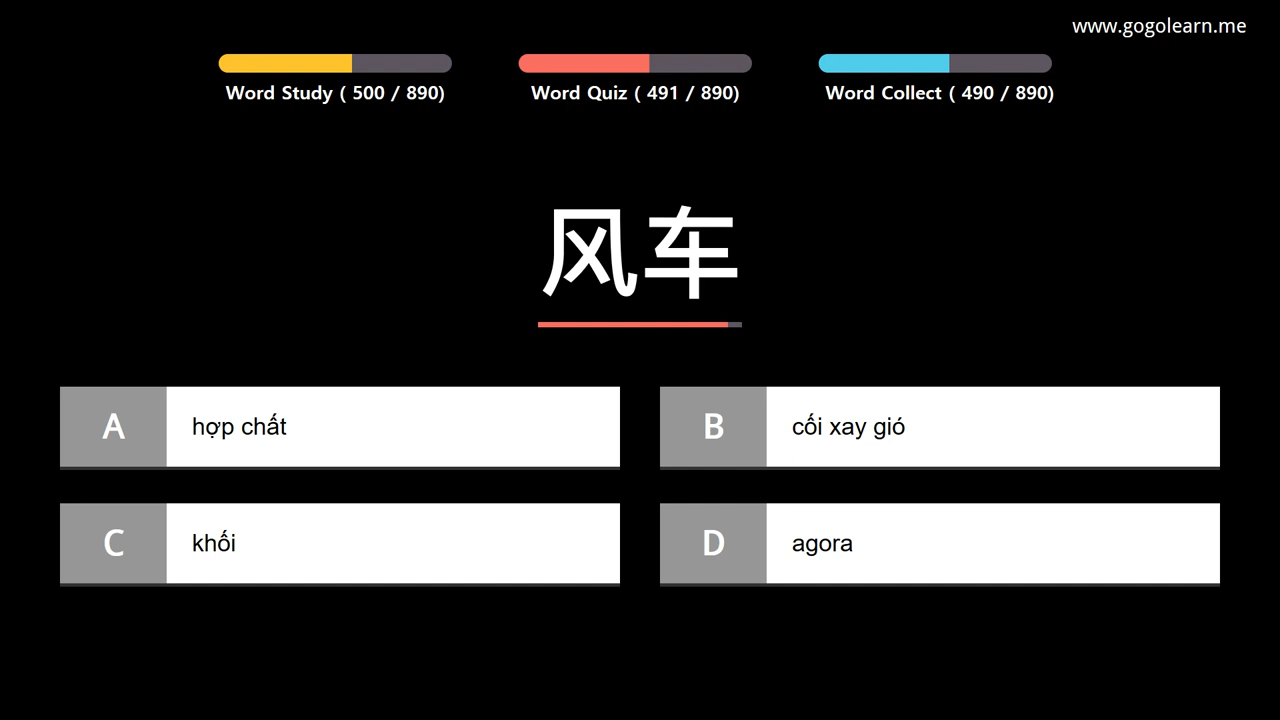 www.gogolearn.me
Word Study ( 500 / 890)
Word Quiz ( 491 / 890)
Word Collect ( 490 / 890)
风车
A hợp chất
B cối xay gió
C khối
D agora